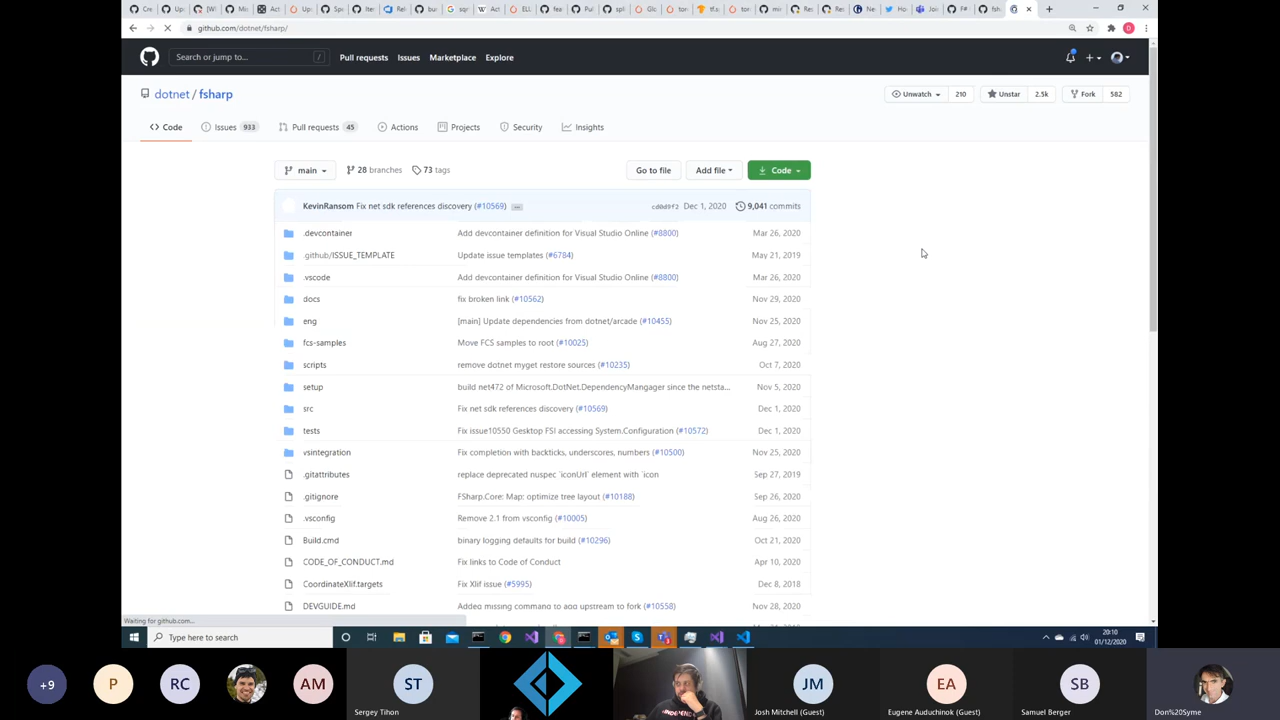 github.com/dotnet/fsharp/
Search or jump to... /
Pull requests Issues Marketplace Explore
dotnet / fsharp
Unwatch 210 Unstar 2.5k Fork 582
Code Issues 933 Pull requests 45 Actions Projects Security Insights
main 28 branches 73 tags Go to file Add file Code
KevinRansom Fix net sdk references discovery (#10569) ... cd0d9f2 Dec 1, 2020 9,041 commits
.devcontainer Add devcontainer definition for Visual Studio Online (#8800) Mar 26, 2020
.github/ISSUE_TEMPLATE Update issue templates (#6784) May 21, 2019
.vscode Add devcontainer definition for Visual Studio Online (#8800) Mar 26, 2020
docs fix broken link (#10562) Nov 29, 2020
eng [main] Update dependencies from dotnet/arcade (#10455) Nov 25, 2020
fcs-samples Move FCS samples to root (#10025) Aug 27, 2020
scripts remove dotnet myget restore sources (#10235) Oct 7, 2020
setup build net472 of Microsoft.DotNet.DependencyMangager since the netsta... Nov 5, 2020
src Fix net sdk references discovery (#10569) Dec 1, 2020
tests Fix issue10550 Gesktop FSI accessing System.Configuration (#10572) Dec 1, 2020
vsintegration Fix completion with backticks, underscores, numbers (#10500) Nov 25, 2020
.gitattributes replace deprecated nuspec `iconUrl` element with `icon Sep 27, 2019
.gitignore FSharp.Core: Map: optimize tree layout (#10188) Sep 26, 2020
.vsconfig Remove 2.1 from vsconfig (#10005) Aug 26, 2020
Build.cmd binary logging defaults for build (#10296) Oct 21, 2020
CODE_OF_CONDUCT.md Fix links to Code of Conduct Apr 10, 2020
CoordinateXlif.targets Fix Xlif issue (#5995) Dec 8, 2018
DEVGUIDE.md Added missing command to add upstream to fork (#10558) Nov 28, 2020
Waiting for github.com...
Type here to search 20:10
01/12/2020
+9 P RC AM ST JM EA SB
Sergey Tihon Josh Mitchell (Guest) Eugene Auduchinok (Guest) Samuel Berger Don%20Syme